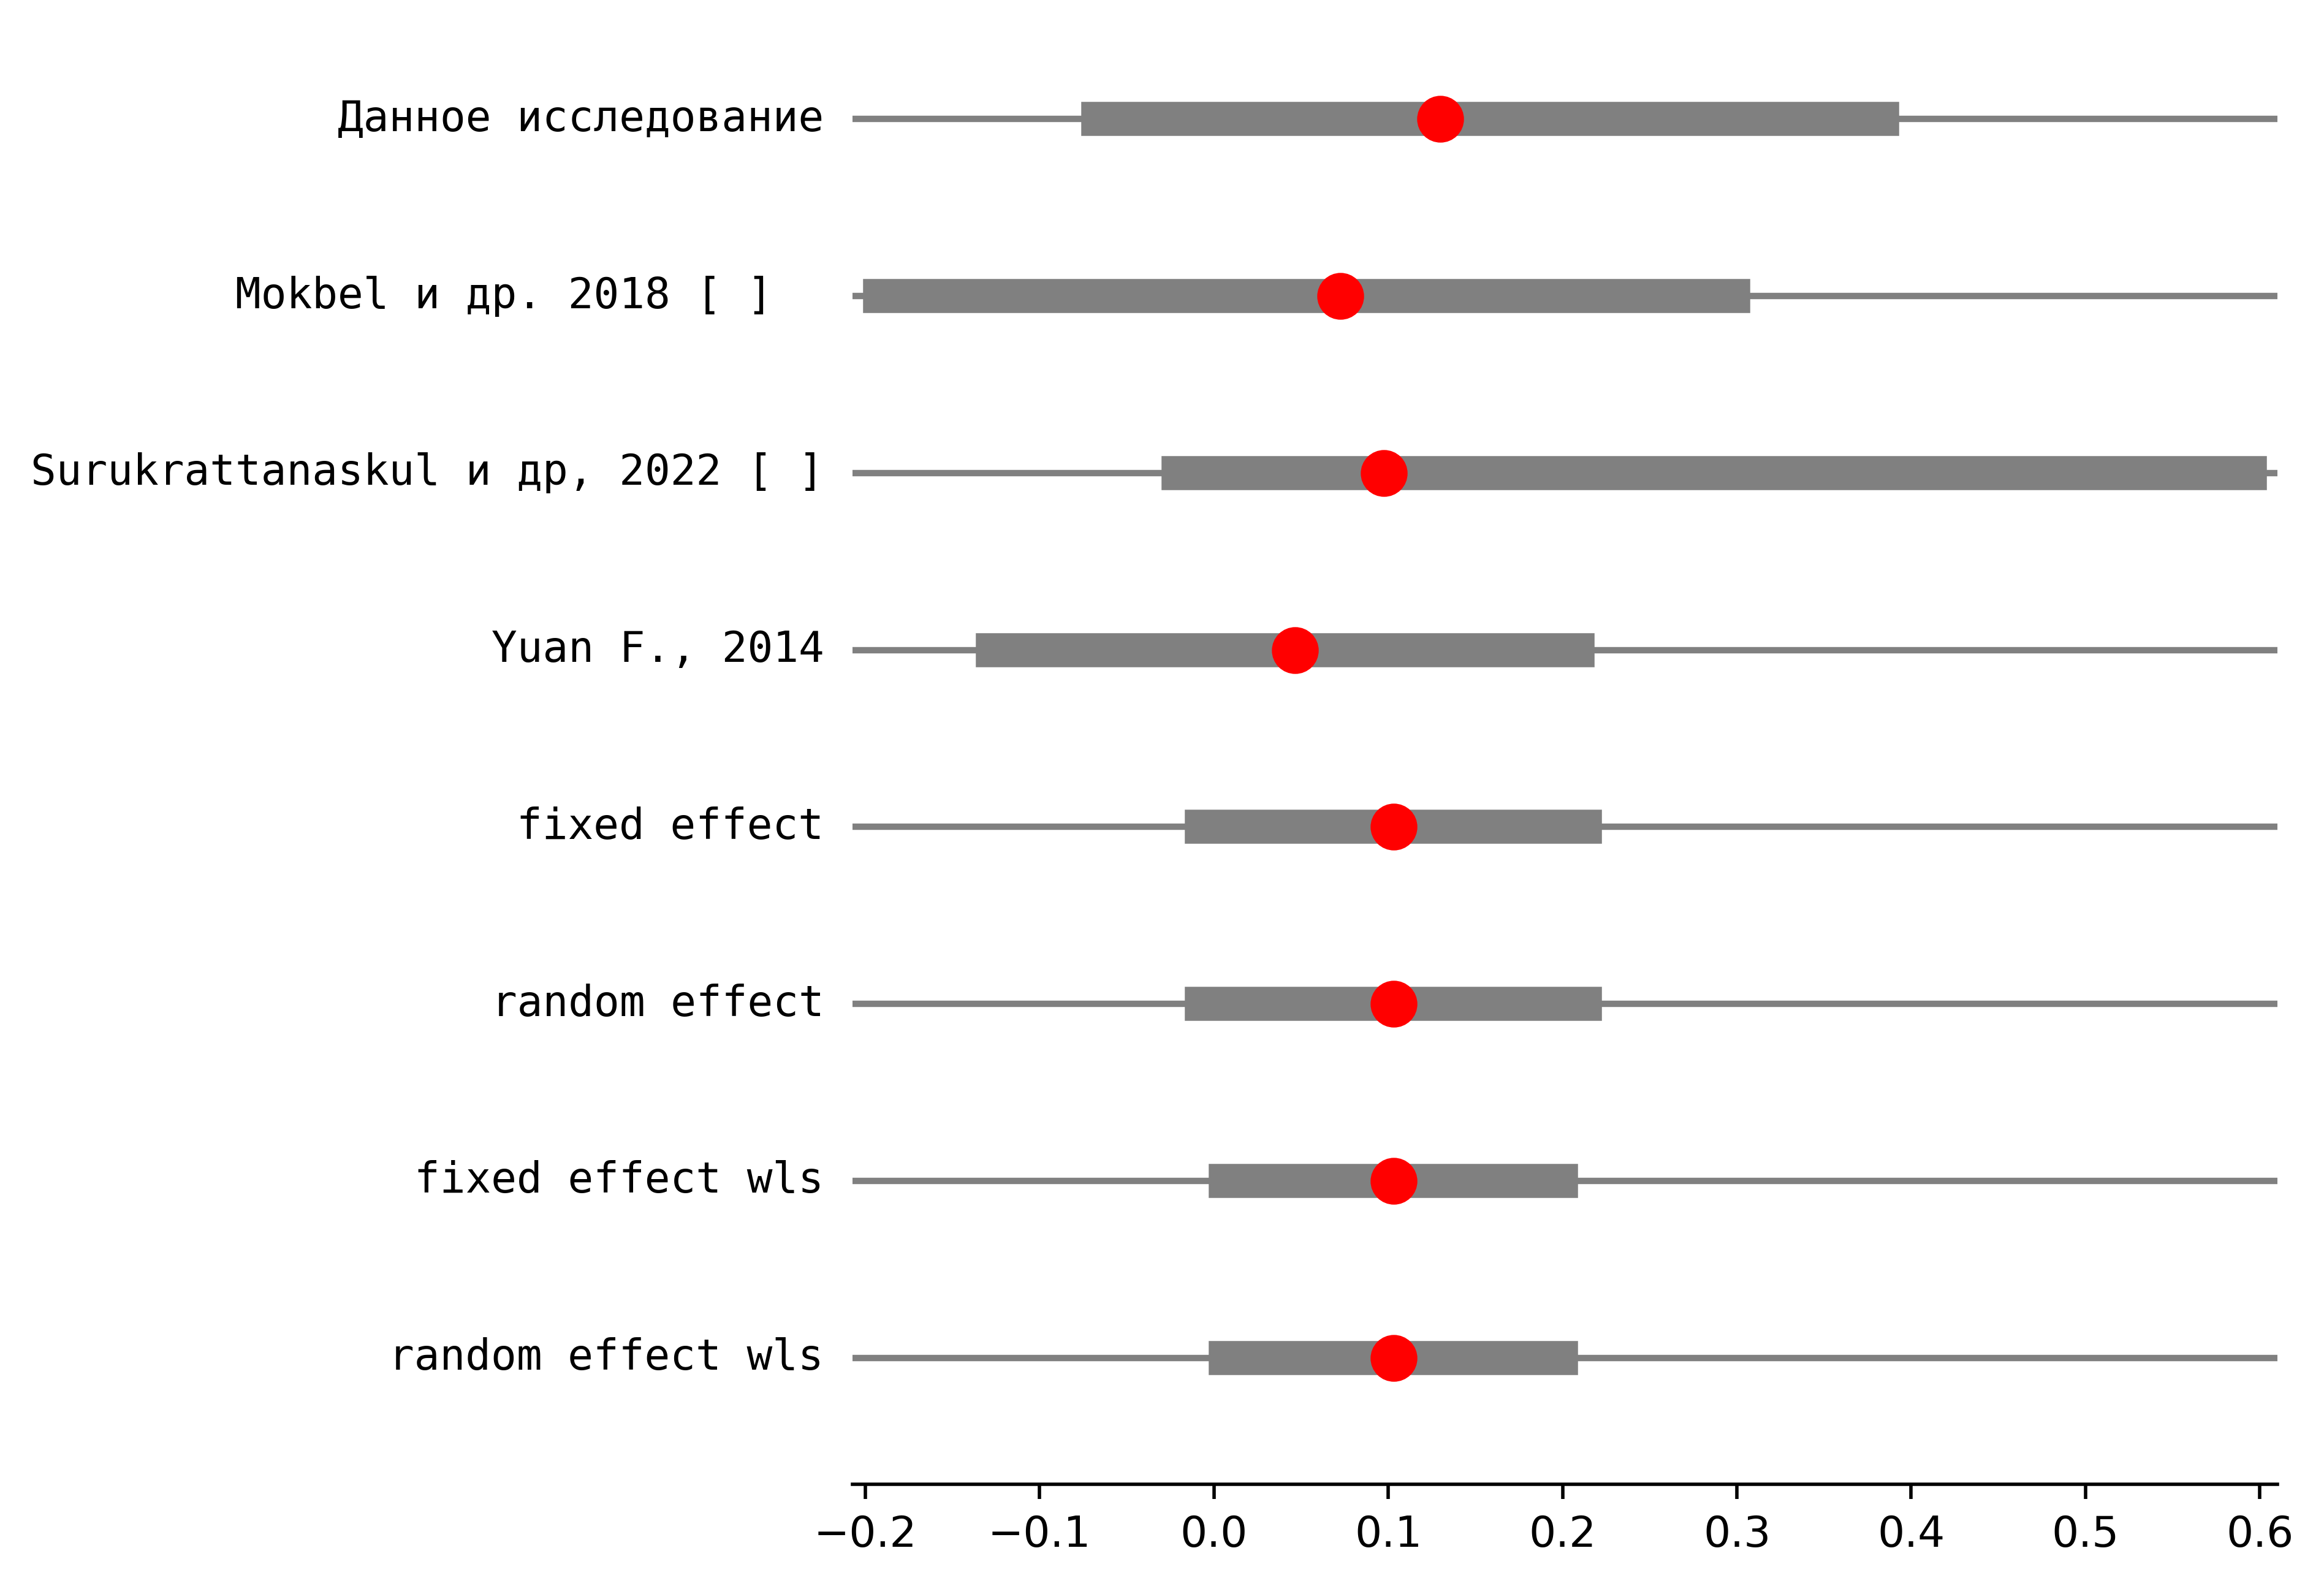 Данное исследование
Mokbel и др. 2018 [ ]
Surukrattanaskul и др, 2022 [ ]
Yuan F., 2014
fixed effect
random effect
fixed effect wls
random effect wls
−0.2 −0.1 0.0 0.1 0.2 0.3 0.4 0.5 0.6